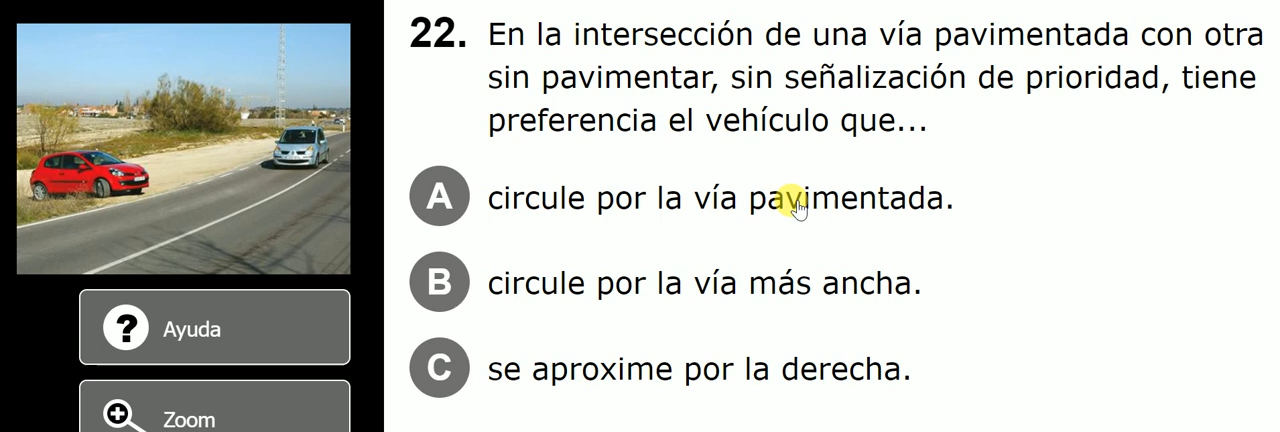 22. En la intersección de una vía pavimentada con otra
sin pavimentar, sin señalización de prioridad, tiene
preferencia el vehículo que...
A circule por la vía pavimentada.
B circule por la vía más ancha.
C se aproxime por la derecha.
? Ayuda
Zoom